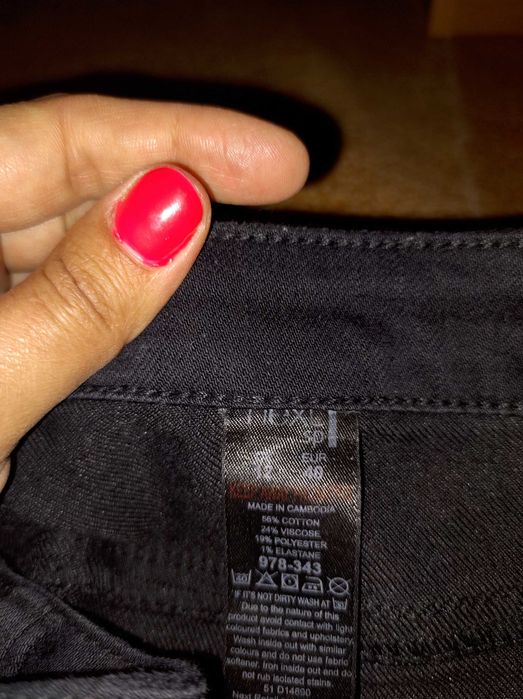 EUR
12 40
MADE IN CAMBODIA
56% COTTON
24% VISCOSE
19% POLYESTER
1% ELASTANE
978-343
IF IT'S NOT DIRTY WASH AT
Due to the nature of this
product avoid contact with light
coloured fabrics and upholstery
Wash inside out with similar
colours and do not use fabric
softener. Iron inside out and do
not rub isolated stains.
51 D14890
Next Retail